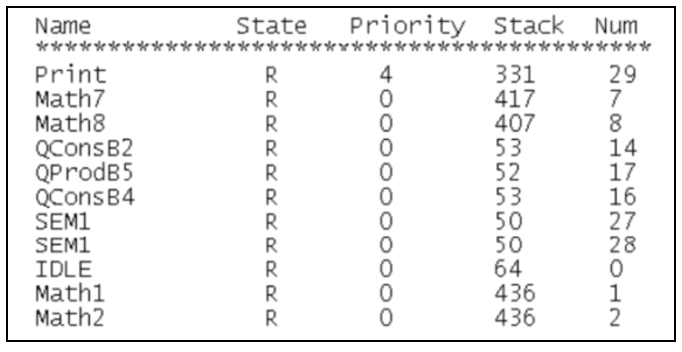 Name State Priority Stack Num
*******************************************
Print R 4 331 29
Math7 R 0 417 7
Math8 R 0 407 8
QConsB2 R 0 53 14
QProdB5 R 0 52 17
QConsB4 R 0 53 16
SEM1 R 0 50 27
SEM1 R 0 50 28
IDLE R 0 64 0
Math1 R 0 436 1
Math2 R 0 436 2